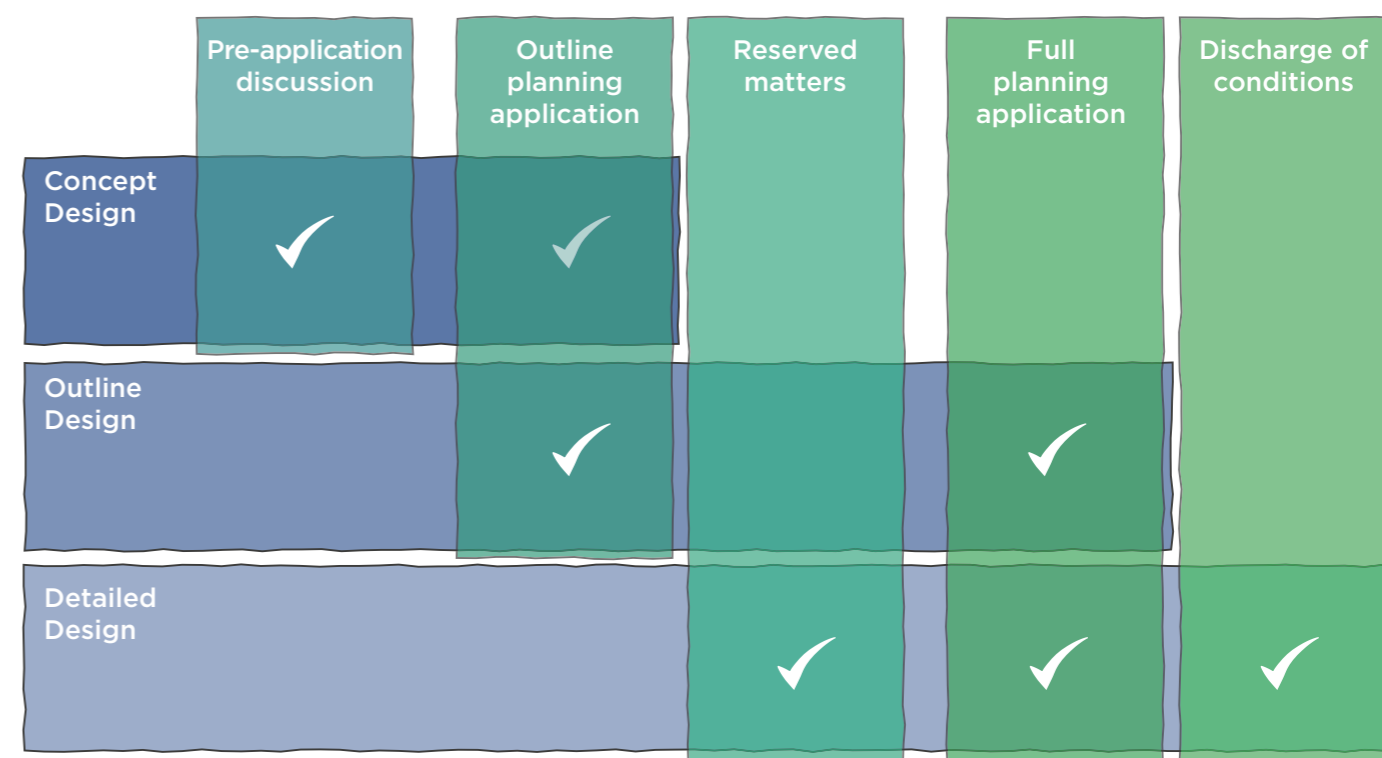 Pre-application
discussion
Outline
planning
application
Reserved
matters
Full
planning
application
Discharge of
conditions
Concept
Design
Outline
Design
Detailed
Design